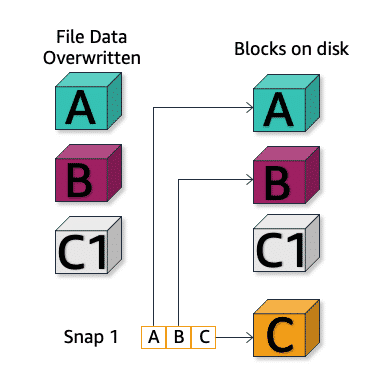 File Data
Overwritten
Blocks on disk
A
A
B
B
C1
C1
Snap 1
A B C
C